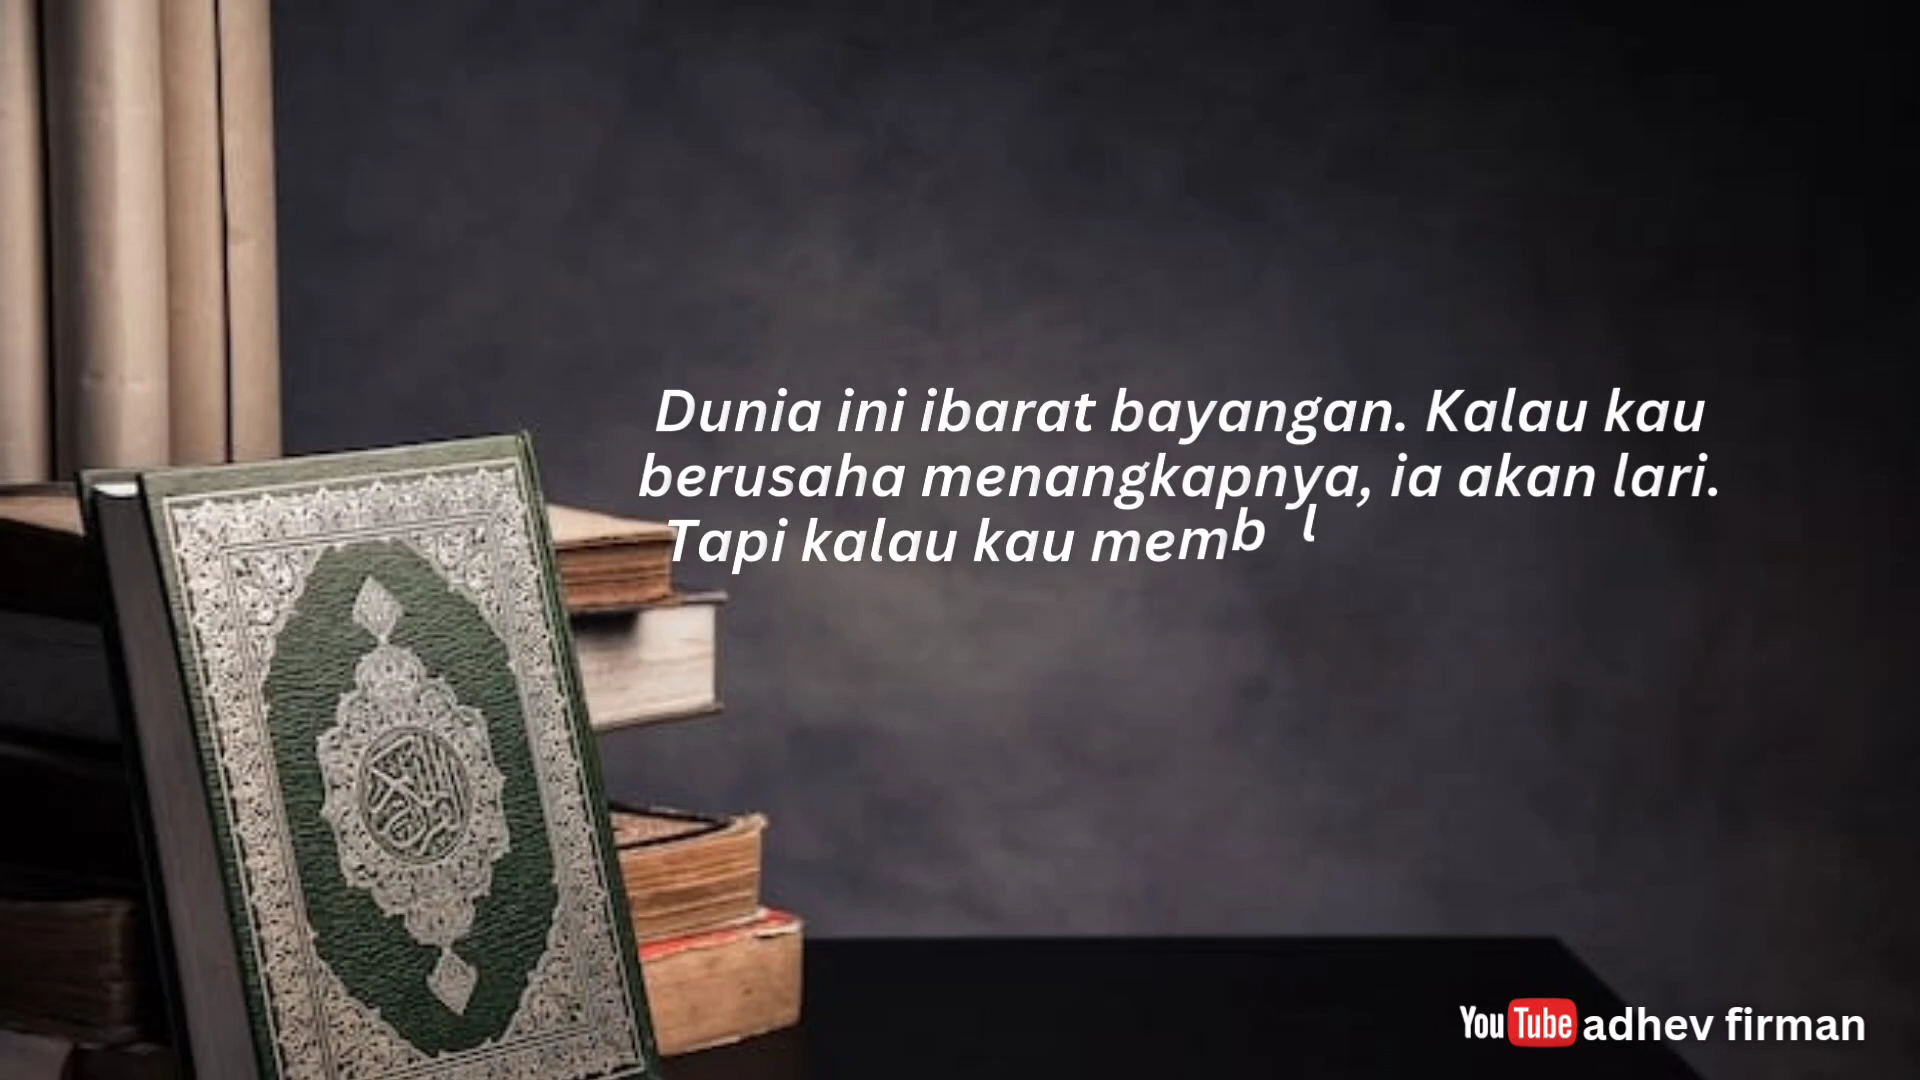 Dunia ini ibarat bayangan. Kalau kau
berusaha menangkapnya, ia akan lari.
Tapi kalau kau memb l
YouTube adhev firman